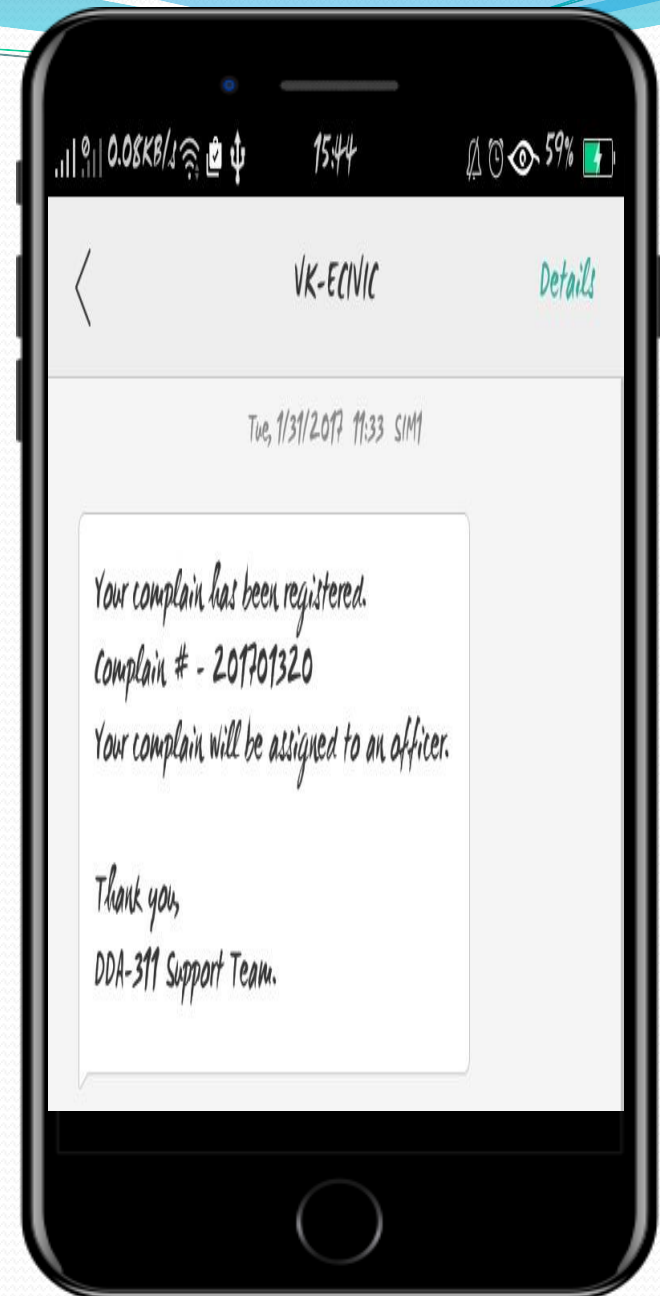 0.08KB/s 15:44 59%
VK-ECIVIC Details
Tue, 1/31/2017 11:33 SIM1
Your complain has been registered.
Complain # - 201701320
Your complain will be assigned to an officer.
Thank you,
DDA-311 Support Team.